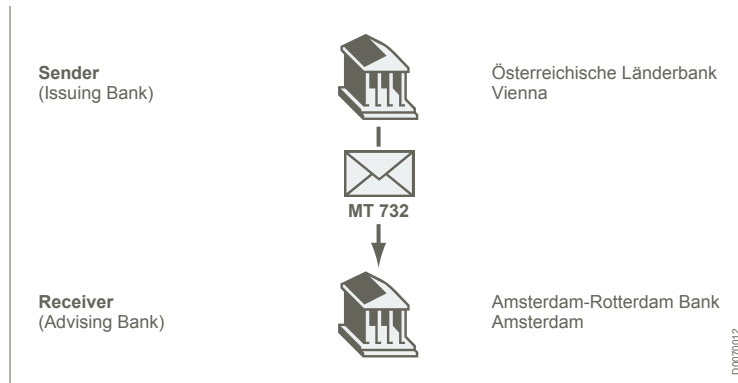 Sender
(Issuing Bank)
Österreichische Länderbank
Vienna
MT 732
Receiver
(Advising Bank)
Amsterdam-Rotterdam Bank
Amsterdam
D0070012